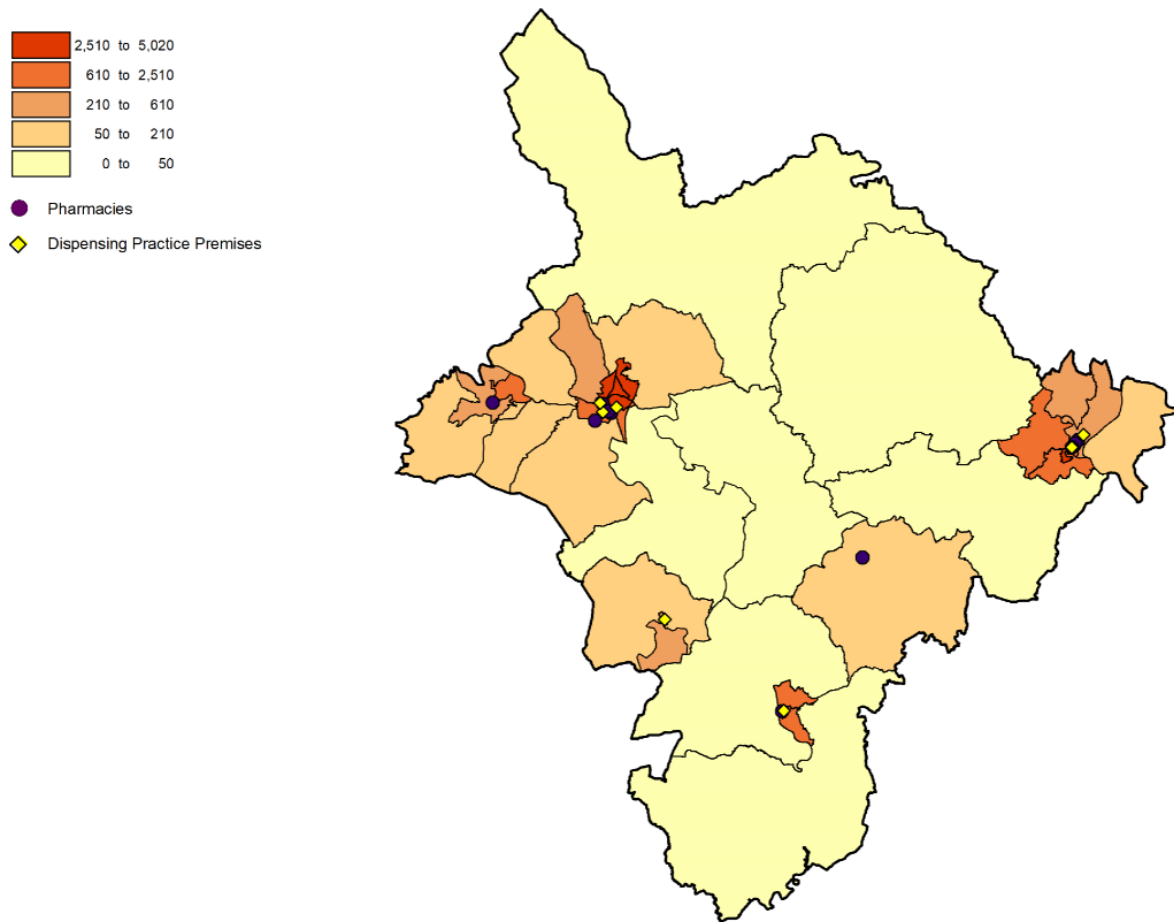 2,510 to 5,020
610 to 2,510
210 to 610
50 to 210
0 to 50
Pharmacies
Dispensing Practice Premises